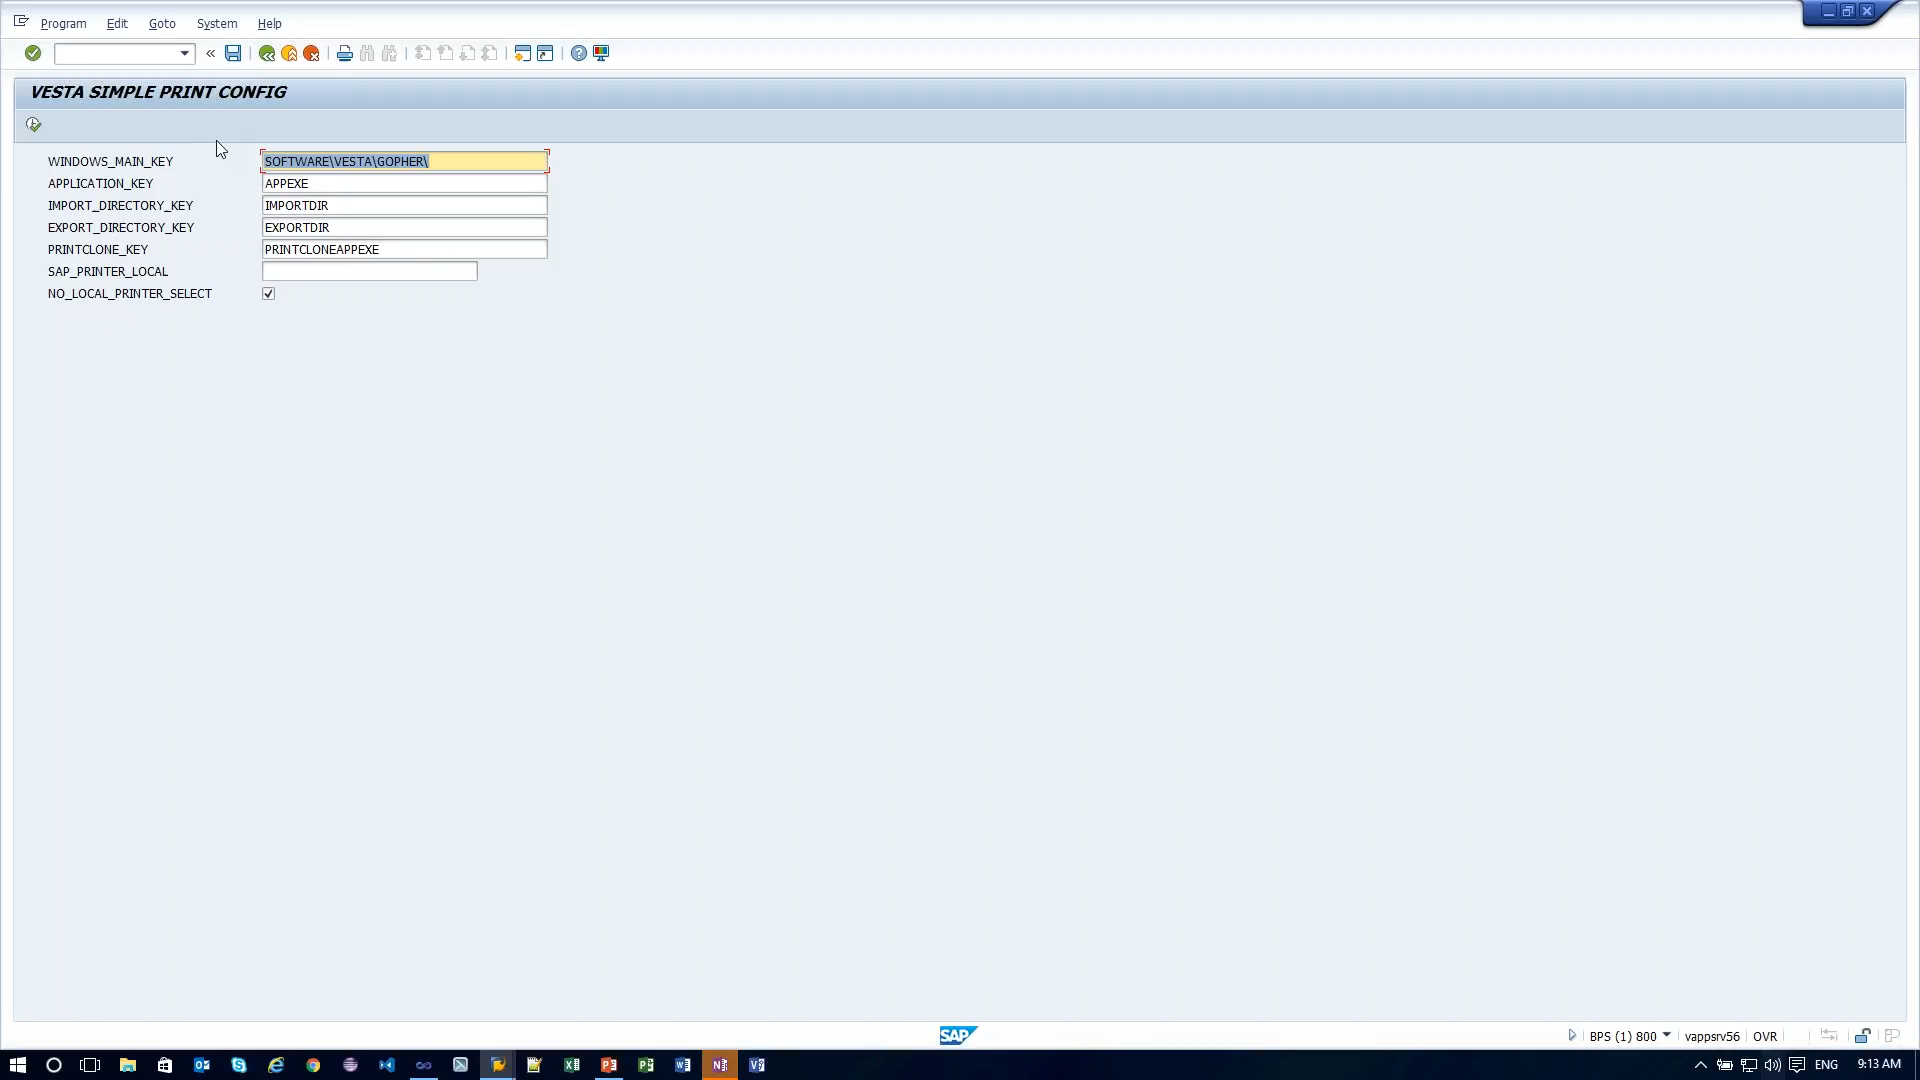 Program Edit Goto System Help
VESTA SIMPLE PRINT CONFIG
WINDOWS_MAIN_KEY SOFTWARE\VESTA\GOPHER\
APPLICATION_KEY APPEXE
IMPORT_DIRECTORY_KEY IMPORTDIR
EXPORT_DIRECTORY_KEY EXPORTDIR
PRINTCLONE_KEY PRINTCLONEAPPEXE
SAP_PRINTER_LOCAL
NO_LOCAL_PRINTER_SELECT
SAP BPS (1) 800 vappsrv56 OVR
ENG 9:13 AM